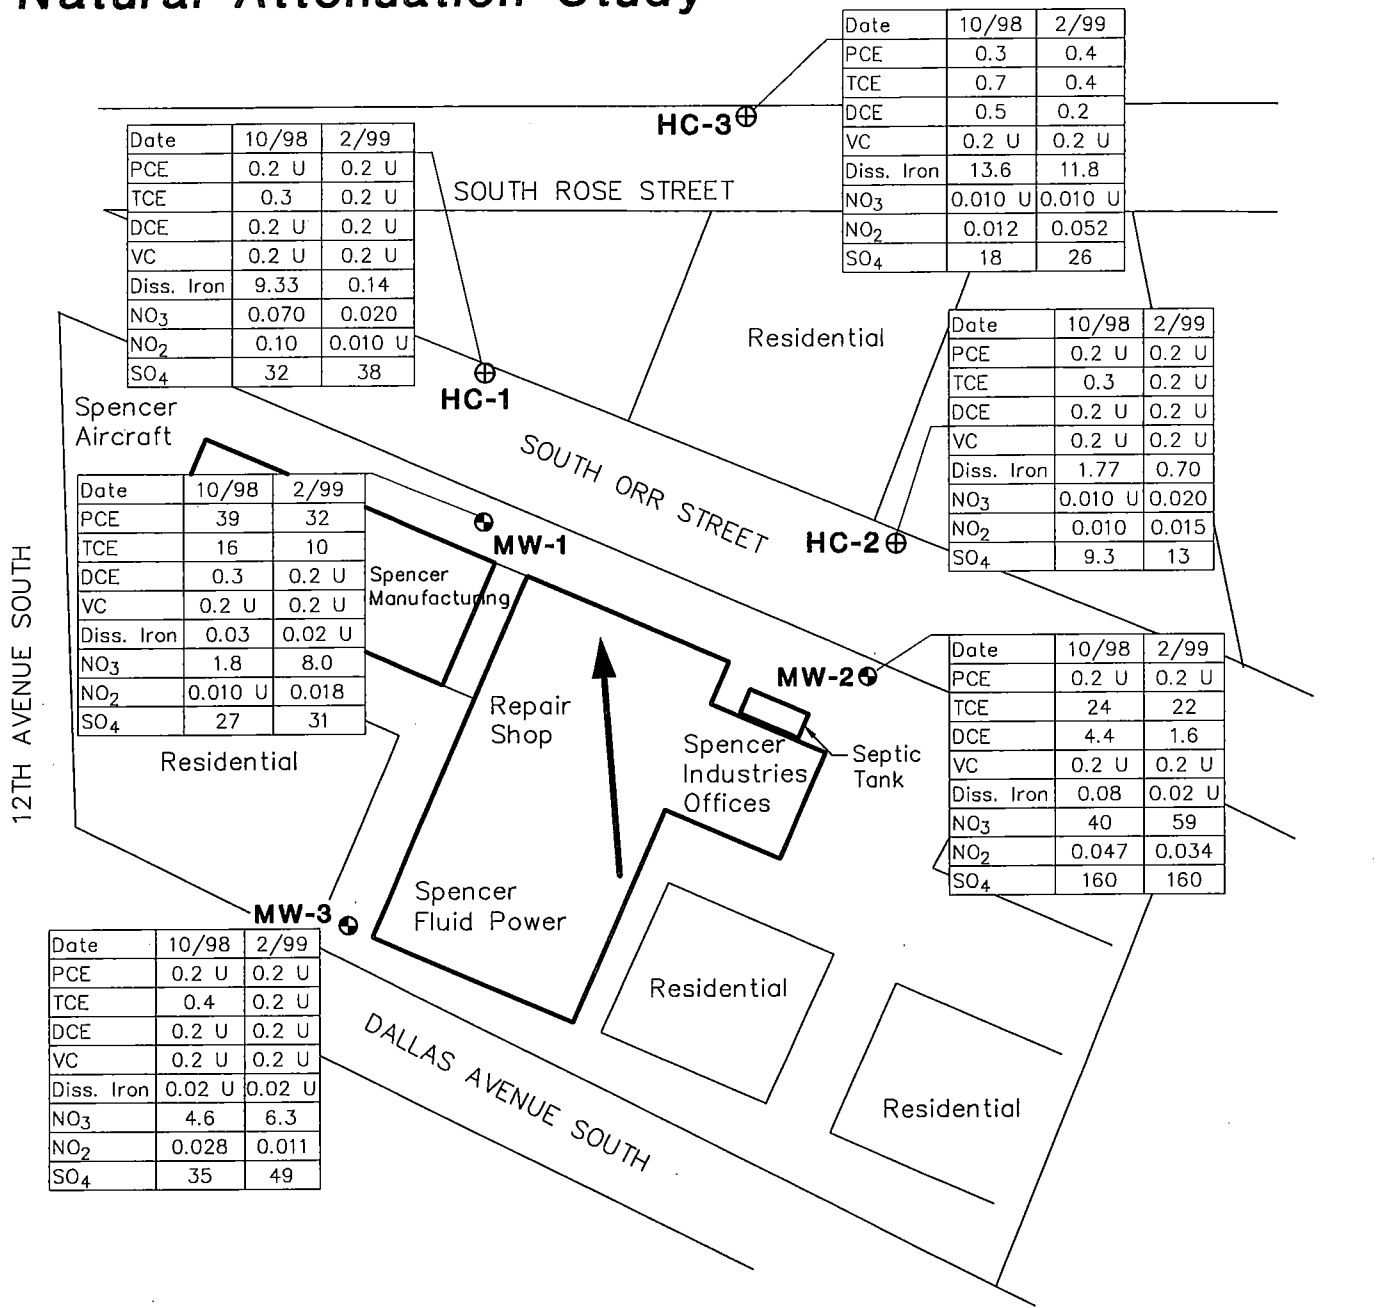 Natural Attenuation Study
Date 10/98 2/99
PCE 0.3 0.4
TCE 0.7 0.4
DCE 0.5 0.2
VC 0.2 U 0.2 U
Diss. Iron 13.6 11.8
NO3 0.010 U 0.010 U
NO2 0.012 0.052
SO4 18 26
HC-3
Date 10/98 2/99
PCE 0.2 U 0.2 U
TCE 0.3 0.2 U
DCE 0.2 U 0.2 U
VC 0.2 U 0.2 U
Diss. Iron 9.33 0.14
NO3 0.070 0.020
NO2 0.10 0.010 U
SO4 32 38
SOUTH ROSE STREET
HC-1
Residential
Date 10/98 2/99
PCE 0.2 U 0.2 U
TCE 0.3 0.2 U
DCE 0.2 U 0.2 U
VC 0.2 U 0.2 U
Diss. Iron 1.77 0.70
NO3 0.010 U 0.020
NO2 0.010 0.015
SO4 9.3 13
Spencer
Aircraft
SOUTH ORR STREET
HC-2
Date 10/98 2/99
PCE 39 32
TCE 16 10
DCE 0.3 0.2 U
VC 0.2 U 0.2 U
Diss. Iron 0.03 0.02 U
NO3 1.8 8.0
NO2 0.010 U 0.018
SO4 27 31
MW-1
Spencer
Manufacturing
12TH AVENUE SOUTH
Residential
Repair
Shop
MW-2
Spencer
Industries
Offices
Septic
Tank
Date 10/98 2/99
PCE 0.2 U 0.2 U
TCE 24 22
DCE 4.4 1.6
VC 0.2 U 0.2 U
Diss. Iron 0.08 0.02 U
NO3 40 59
NO2 0.047 0.034
SO4 160 160
Spencer
Fluid Power
MW-3
Date 10/98 2/99
PCE 0.2 U 0.2 U
TCE 0.4 0.2 U
DCE 0.2 U 0.2 U
VC 0.2 U 0.2 U
Diss. Iron 0.02 U 0.02 U
NO3 4.6 6.3
NO2 0.028 0.011
SO4 35 49
Residential
DALLAS AVENUE SOUTH
Residential